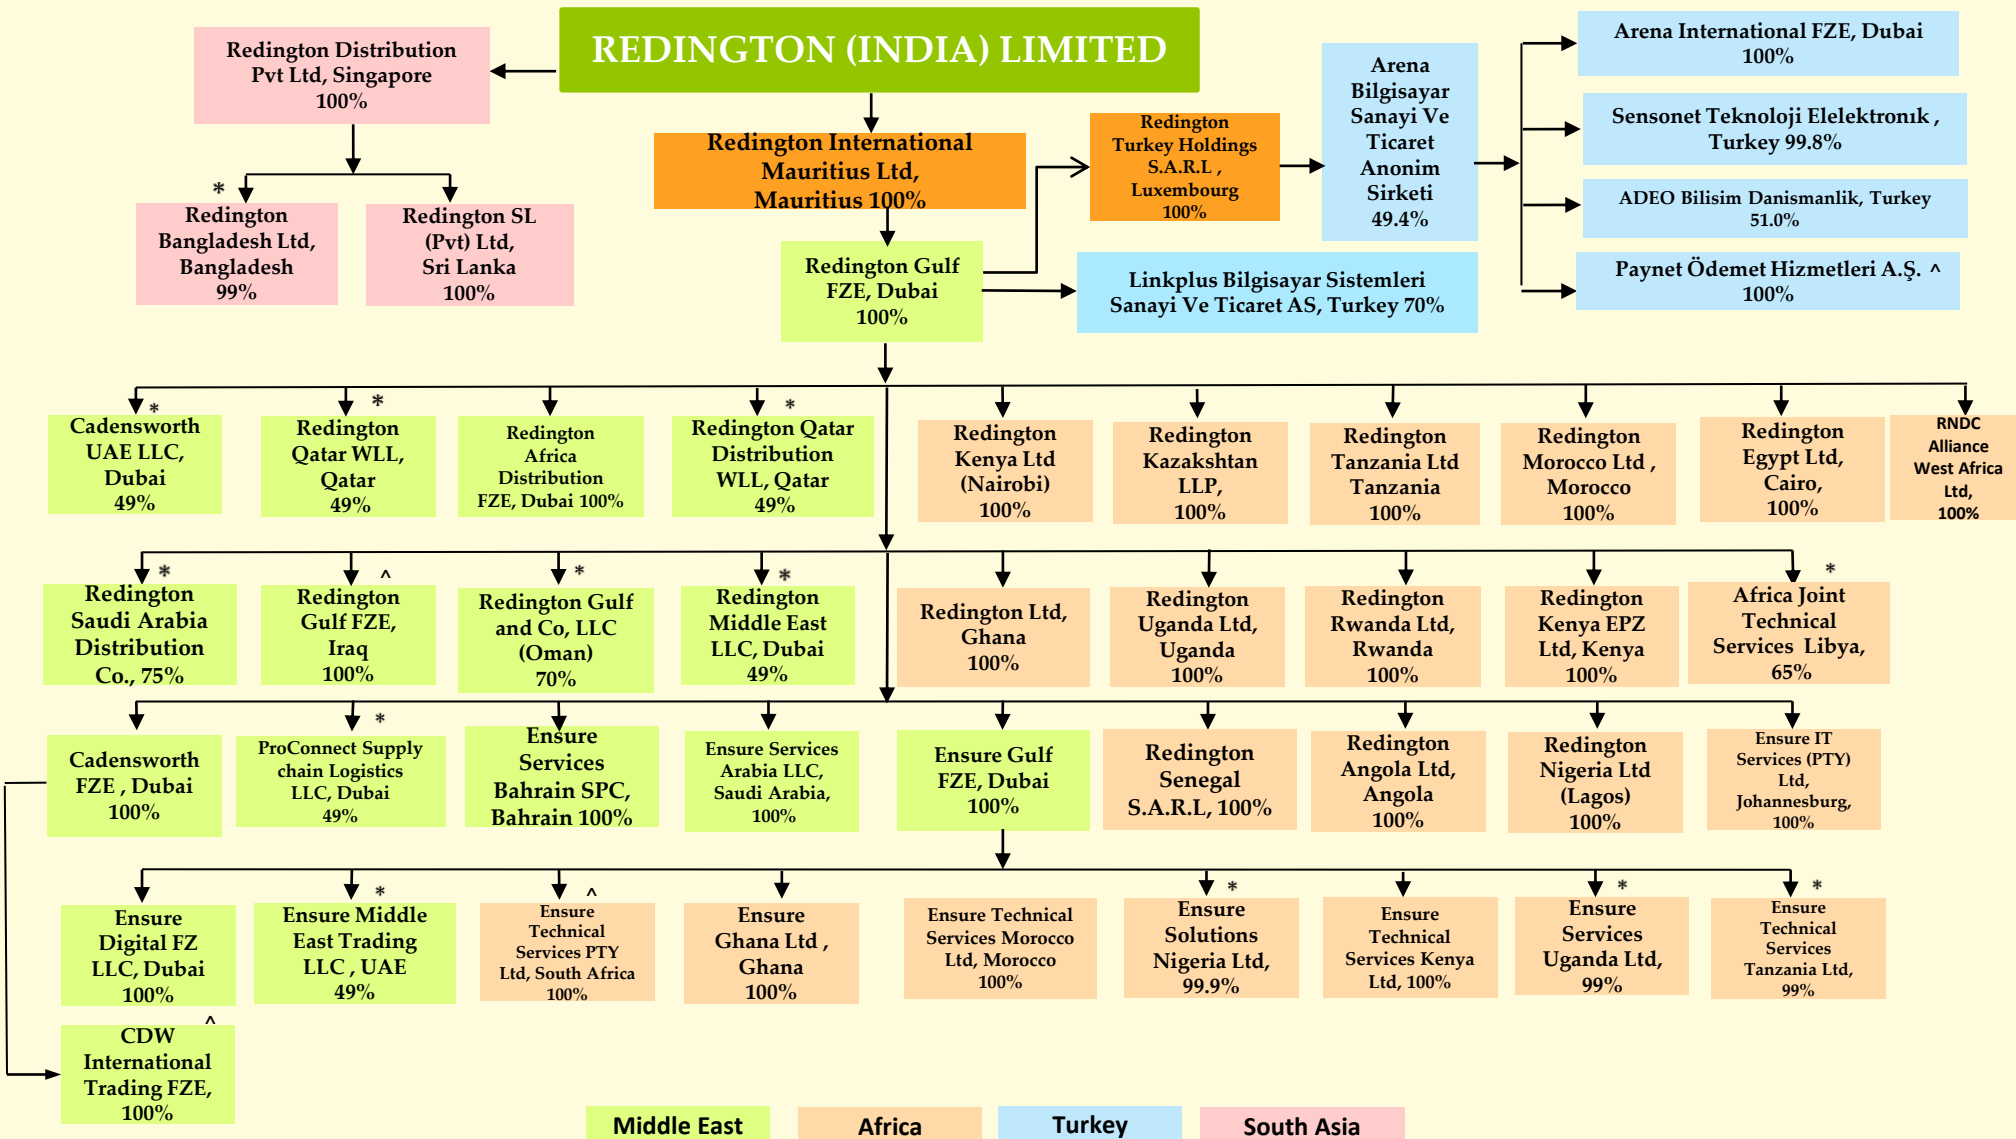 REDINGTON (INDIA) LIMITED
Redington Distribution
Pvt Ltd, Singapore
100%
*
Redington
Bangladesh Ltd,
Bangladesh
99%
Redington SL
(Pvt) Ltd,
Sri Lanka
100%
Redington International
Mauritius Ltd,
Mauritius 100%
Redington Gulf
FZE, Dubai
100%
Redington
Turkey Holdings
S.A.R.L ,
Luxembourg
100%
Arena
Bilgisayar
Sanayi Ve
Ticaret
Anonim
Sirketi
49.4%
Arena International FZE, Dubai
100%
Sensonet Teknoloji Elelektronık ,
Turkey 99.8%
ADEO Bilisim Danismanlik, Turkey
51.0%
Paynet Ödemet Hizmetleri A.Ş. ^
100%
Linkplus Bilgisayar Sistemleri
Sanayi Ve Ticaret AS, Turkey 70%
*
Cadensworth
UAE LLC,
Dubai
49%
*
Redington
Qatar WLL,
Qatar
49%
Redington
Africa
Distribution
FZE, Dubai 100%
*
Redington Qatar
Distribution
WLL, Qatar
49%
Redington
Kenya Ltd
(Nairobi)
100%
Redington
Kazakshtan
LLP,
100%
Redington
Tanzania Ltd
Tanzania
100%
Redington
Morocco Ltd ,
Morocco
100%
Redington
Egypt Ltd,
Cairo,
100%
RNDC
Alliance
West Africa
Ltd,
100%
*
Redington
Saudi Arabia
Distribution
Co., 75%
^
Redington
Gulf FZE,
Iraq
100%
*
Redington Gulf
and Co, LLC
(Oman)
70%
*
Redington
Middle East
LLC, Dubai
49%
Redington Ltd,
Ghana
100%
Redington
Uganda Ltd,
Uganda
100%
Redington
Rwanda Ltd,
Rwanda
100%
Redington
Kenya EPZ
Ltd, Kenya
100%
*
Africa Joint
Technical
Services Libya,
65%
Cadensworth
FZE , Dubai
100%
*
ProConnect Supply
chain Logistics
LLC, Dubai
49%
Ensure
Services
Bahrain SPC,
Bahrain 100%
Ensure Services
Arabia LLC,
Saudi Arabia,
100%
Ensure Gulf
FZE, Dubai
100%
Redington
Senegal
S.A.R.L, 100%
Redington
Angola Ltd,
Angola
100%
Redington
Nigeria Ltd
(Lagos)
100%
Ensure IT
Services (PTY)
Ltd,
Johannesburg,
100%
Ensure
Digital FZ
LLC, Dubai
100%
*
Ensure Middle
East Trading
LLC , UAE
49%
^
Ensure
Technical
Services PTY
Ltd, South Africa
100%
Ensure
Ghana Ltd ,
Ghana
100%
Ensure Technical
Services Morocco
Ltd, Morocco
100%
*
Ensure
Solutions
Nigeria Ltd,
99.9%
Ensure
Technical
Services Kenya
Ltd, 100%
*
Ensure
Services
Uganda Ltd,
99%
*
Ensure
Technical
Services
Tanzania Ltd,
99%
^
CDW
International
Trading FZE,
100%
Middle East
Africa
Turkey
South Asia